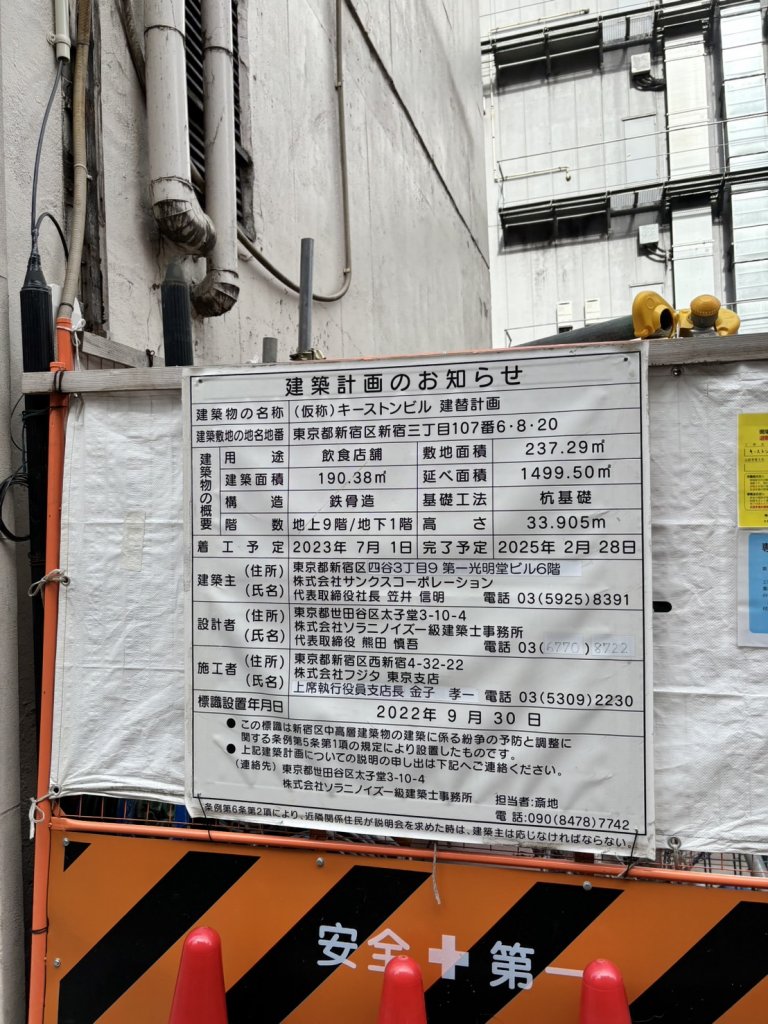 建築計画のお知らせ
建築物の名称 (仮称)キーストンビル 建替計画
建築敷地の地名地番 東京都新宿区新宿三丁目107番6・8・20
建築物の概要
用途 飲食店舗 敷地面積 237.29㎡
建築面積 190.38㎡ 延べ面積 1499.50㎡
構造 鉄骨造 基礎工法 杭基礎
階数 地上9階/地下1階 高さ 33.905m
着工予定 2023年 7月 1日 完了予定 2025年 2月 28日
建築主 (住所) 東京都新宿区四谷3丁目9 第一光明堂ビル6階
(氏名) 株式会社サンクスコーポレーション
代表取締役社長 笠井 信明 電話 03(5925)8391
設計者 (住所) 東京都世田谷区太子堂3-10-4
(氏名) 株式会社ソラニノイズ一級建築士事務所
代表取締役 熊田 慎吾 電話 03(6770)8722
施工者 (住所) 東京都新宿区西新宿4-32-22
(氏名) 株式会社フジタ 東京支店
上席執行役員支店長 金子 孝一 電話 03(5309)2230
標識設置年月日 2022年 9月 30日
●この標識は新宿区中高層建築物の建築に係る紛争の予防と調整に
関する条例第5条第1項の規定により設置したものです。
●上記建築計画についての説明の申し出は下記へご連絡ください。
(連絡先) 東京都世田谷区太子堂3-10-4
株式会社ソラニノイズ一級建築士事務所 担当者:斎地
電話:090(8478)7742
条例第6条第2項により、近隣関係住民が説明会を求めた時は、建築主は応じなければならない。
安全✚第一